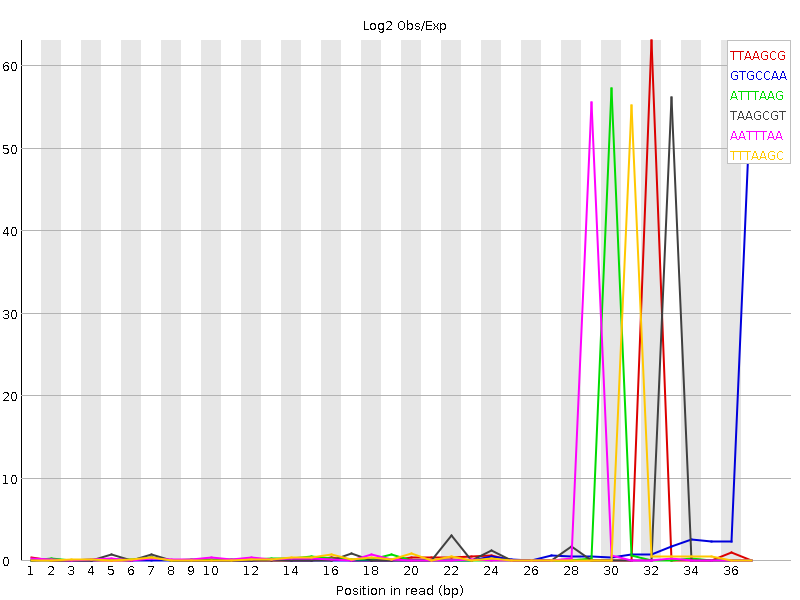 Log2 Obs/Exp
TTAAGCG
GTGCCAA
ATTTAAG
TAAGCGT
AATTTAA
TTTAAGC
60
50
40
30
20
10
0
1 2 3 4 5 6 7 8 9 10 12 14 16 18 20 22 24 26 28 30 32 34 36
Position in read (bp)